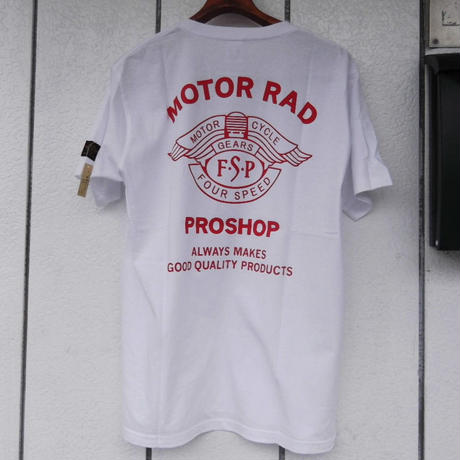 MOTOR RAD
MOTOR CYCLE
GEARS
F·S·P
FOUR SPEED
PROSHOP
ALWAYS MAKES
GOOD QUALITY PRODUCTS